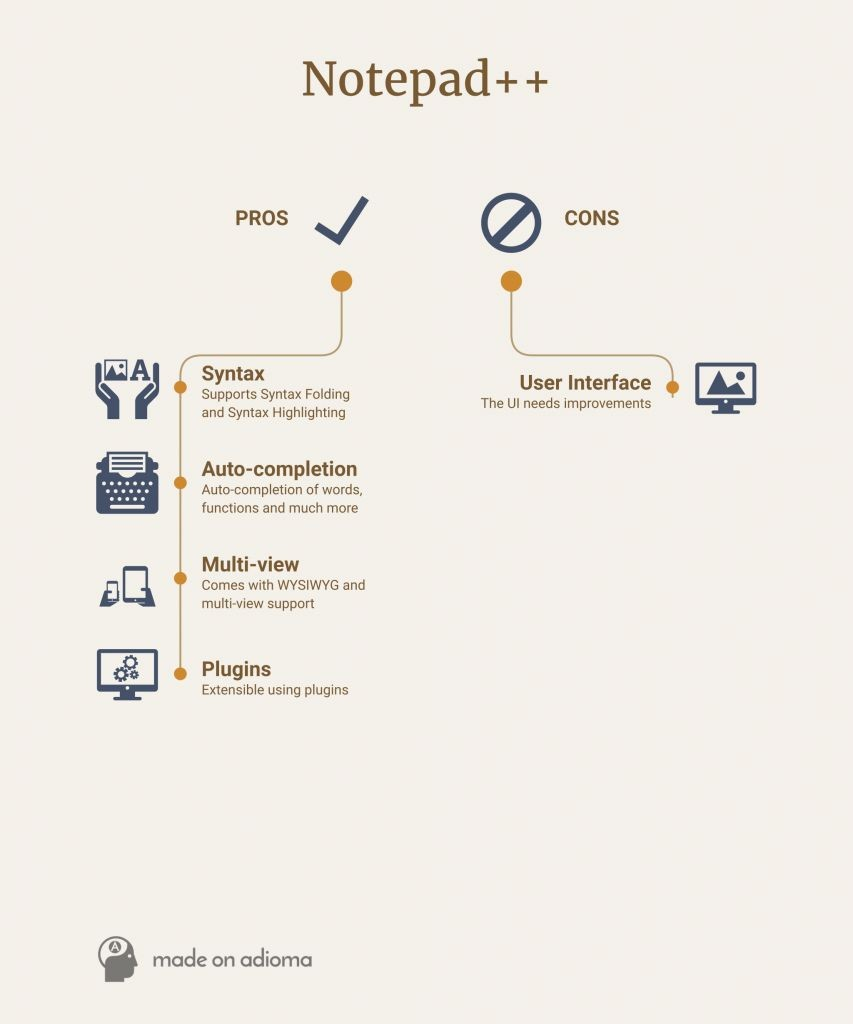 Notepad++
PROS
CONS
Syntax
Supports Syntax Folding
and Syntax Highlighting
Auto-completion
Auto-completion of words,
functions and much more
Multi-view
Comes with WYSIWYG and
multi-view support
Plugins
Extensible using plugins
User Interface
The UI needs improvements
A
A
made on adioma